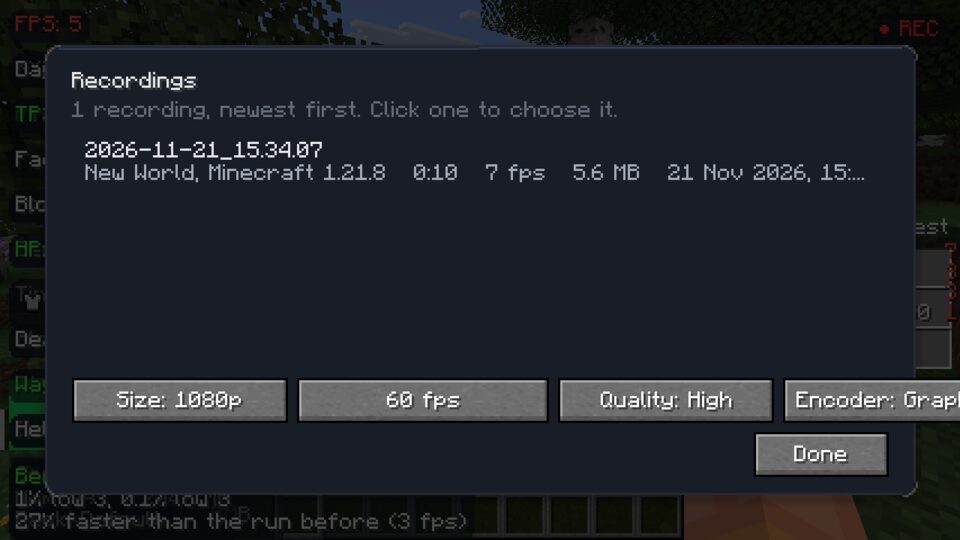 FPS: 5
REC
Recordings
1 recording, newest first. Click one to choose it.
2026-11-21_15.34.07
New World, Minecraft 1.21.8 0:10 7 fps 5.6 MB 21 Nov 2026, 15:...
Size: 1080p
60 fps
Quality: High
Encoder: Grap
Done
1% low 3, 0.1% low 3
27% faster than the run before (3 fps)